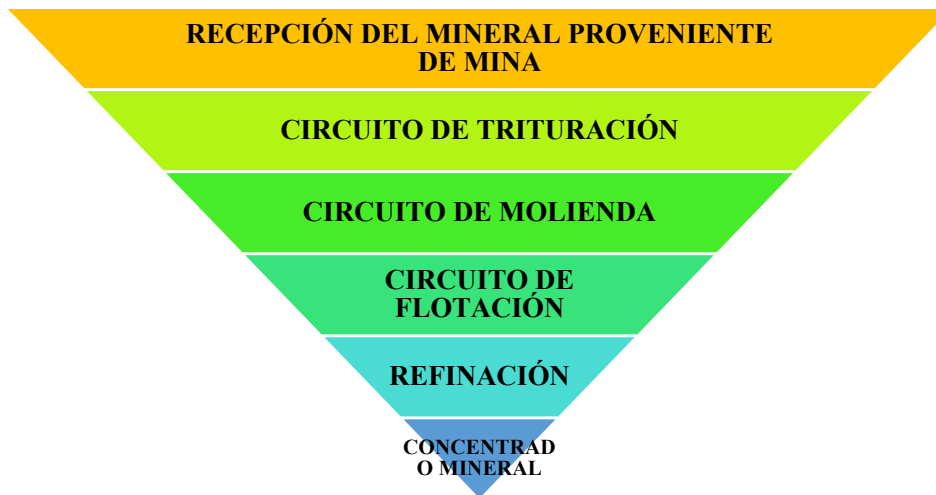 RECEPCIÓN DEL MINERAL PROVENIENTE
DE MINA
CIRCUITO DE TRITURACIÓN
CIRCUITO DE MOLIENDA
CIRCUITO DE
FLOTACIÓN
REFINACIÓN
CONCENTRAD
O MINERAL